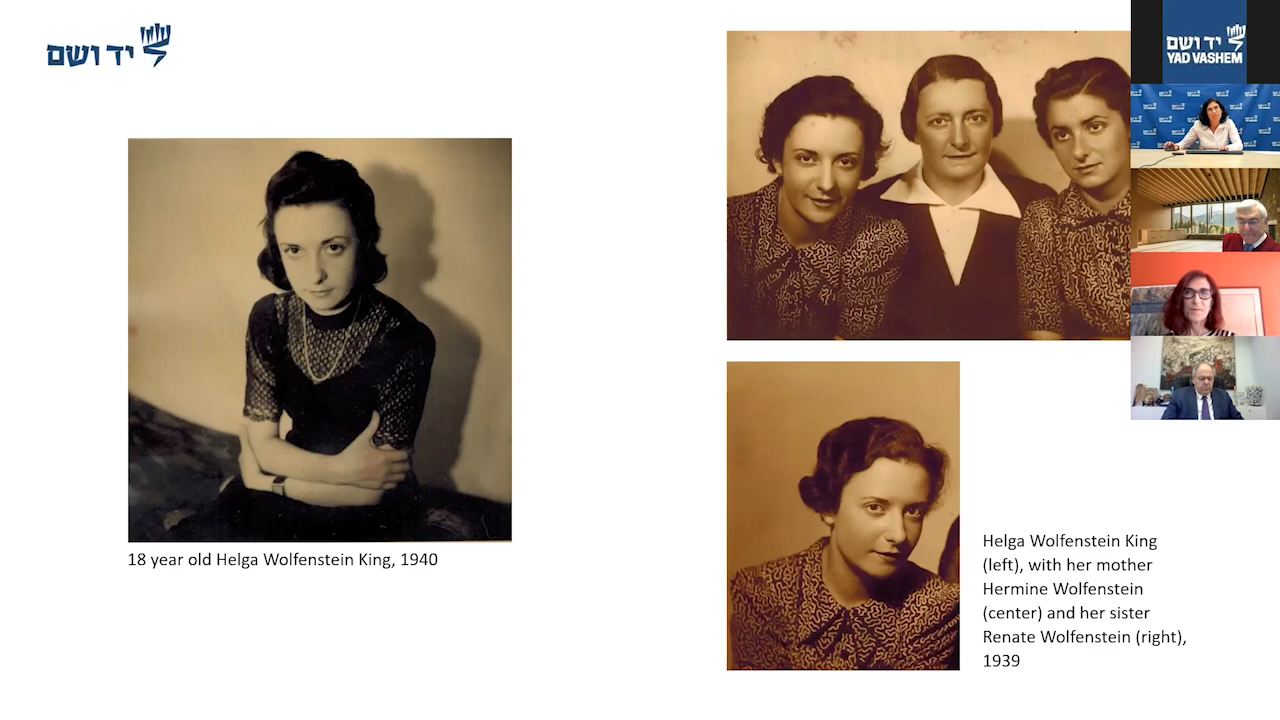 יד ושם
יד ושם
YAD VASHEM
18 year old Helga Wolfenstein King, 1940
Helga Wolfenstein King
(left), with her mother
Hermine Wolfenstein
(center) and her sister
Renate Wolfenstein (right),
1939